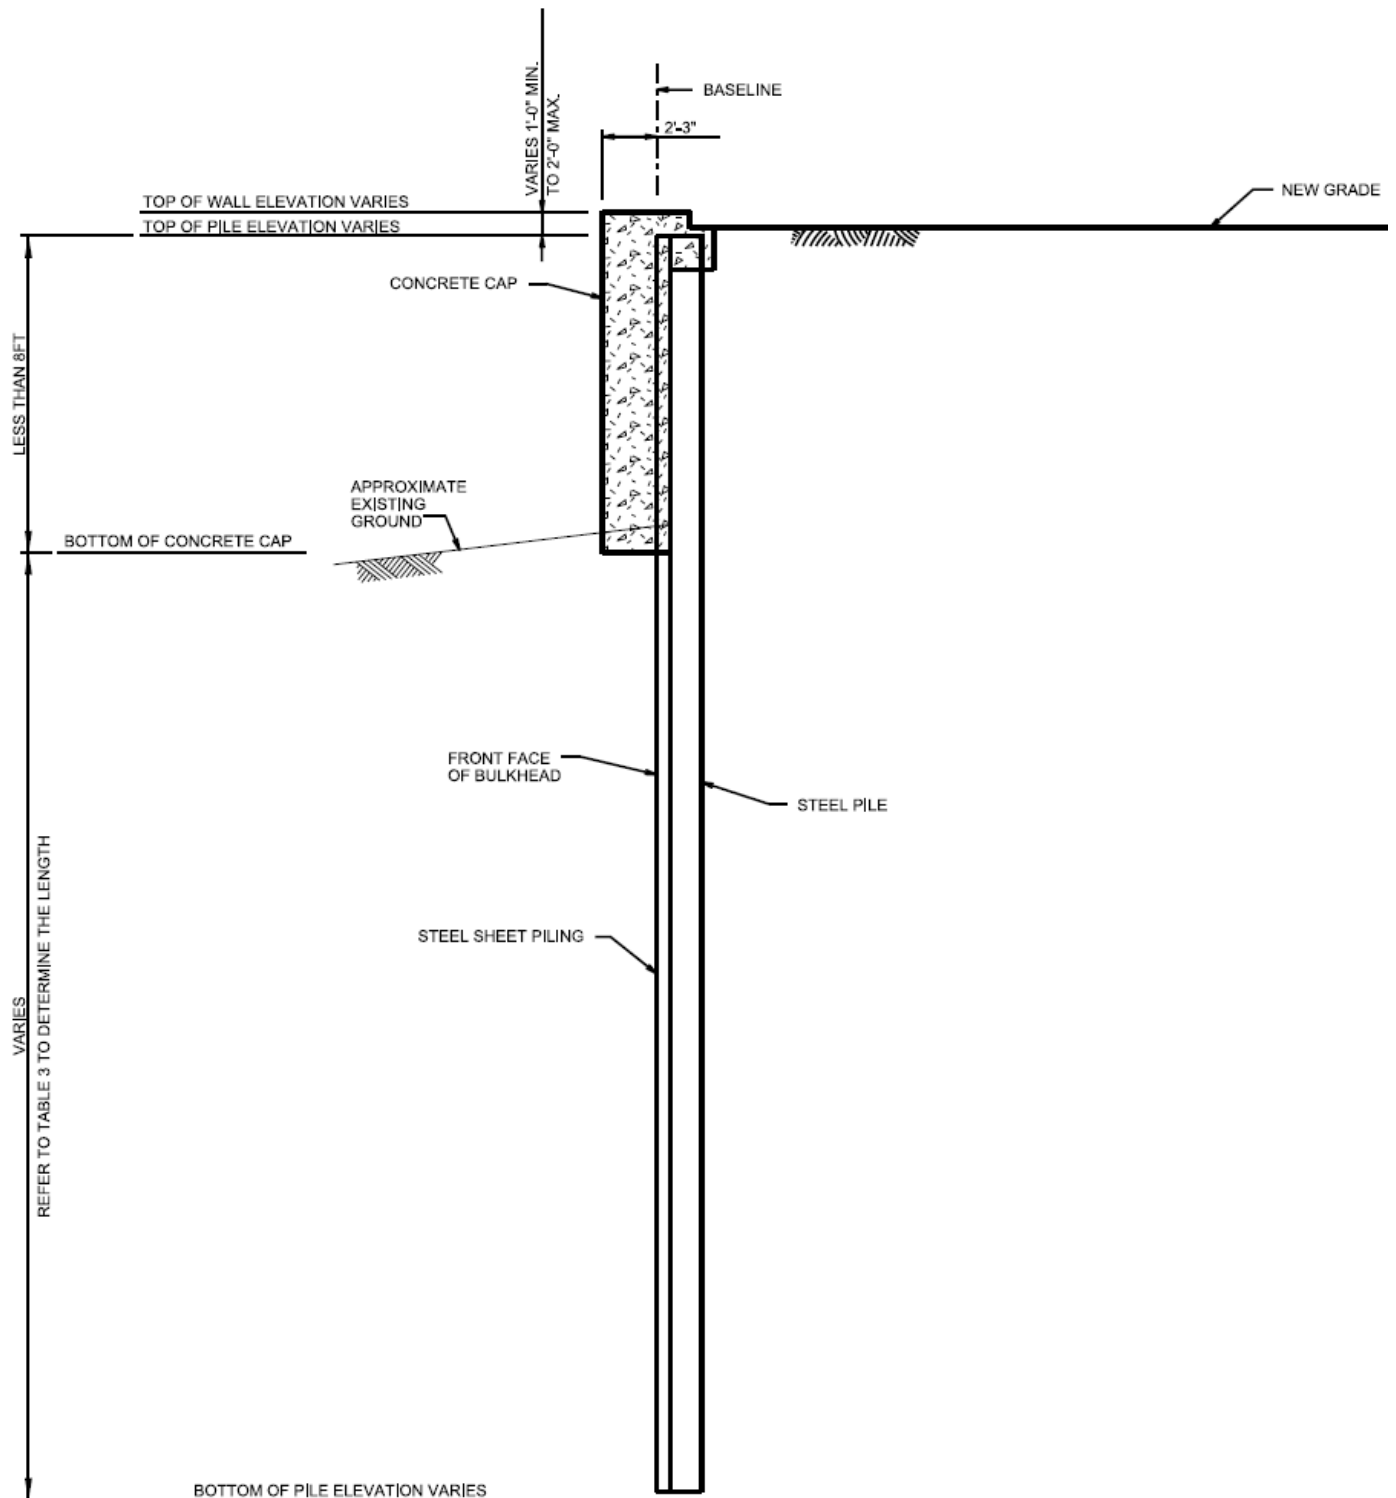 VARIES 1'-0" MIN.
TO 2'-0" MAX.
BASELINE
2'-3"
NEW GRADE
TOP OF WALL ELEVATION VARIES
TOP OF PILE ELEVATION VARIES
CONCRETE CAP
LESS THAN 8FT
APPROXIMATE
EXISTING
GROUND
BOTTOM OF CONCRETE CAP
FRONT FACE
OF BULKHEAD
STEEL PILE
STEEL SHEET PILING
VARIES
REFER TO TABLE 3 TO DETERMINE THE LENGTH
BOTTOM OF PILE ELEVATION VARIES